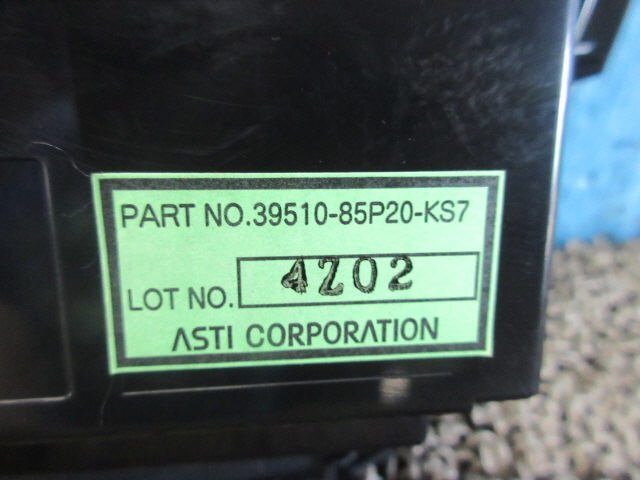 PART NO.39510-85P20-KS7
LOT NO. 4Z02
ASTI CORPORATION